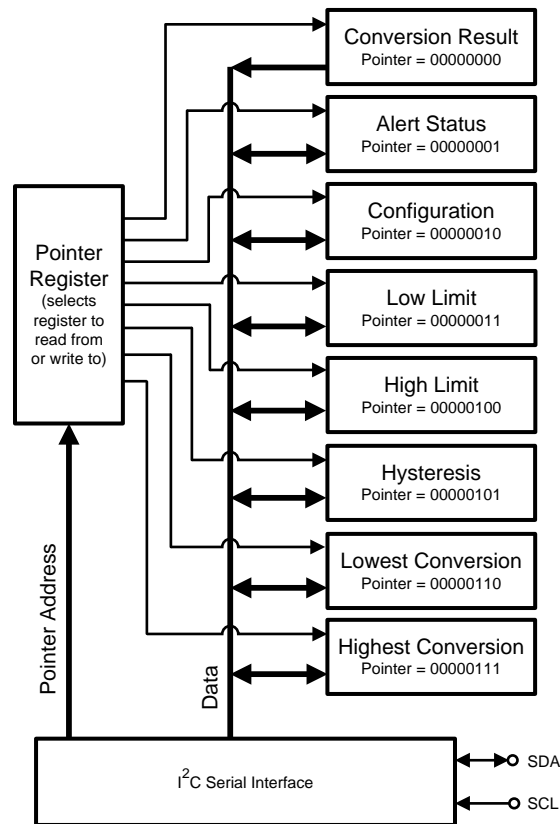 Conversion Result
Pointer = 00000000
Alert Status
Pointer = 00000001
Configuration
Pointer = 00000010
Low Limit
Pointer = 00000011
High Limit
Pointer = 00000100
Hysteresis
Pointer = 00000101
Lowest Conversion
Pointer = 00000110
Highest Conversion
Pointer = 00000111
Pointer
Register
(selects
register to
read from
or write to)
Pointer Address
Data
I²C Serial Interface
SDA
SCL